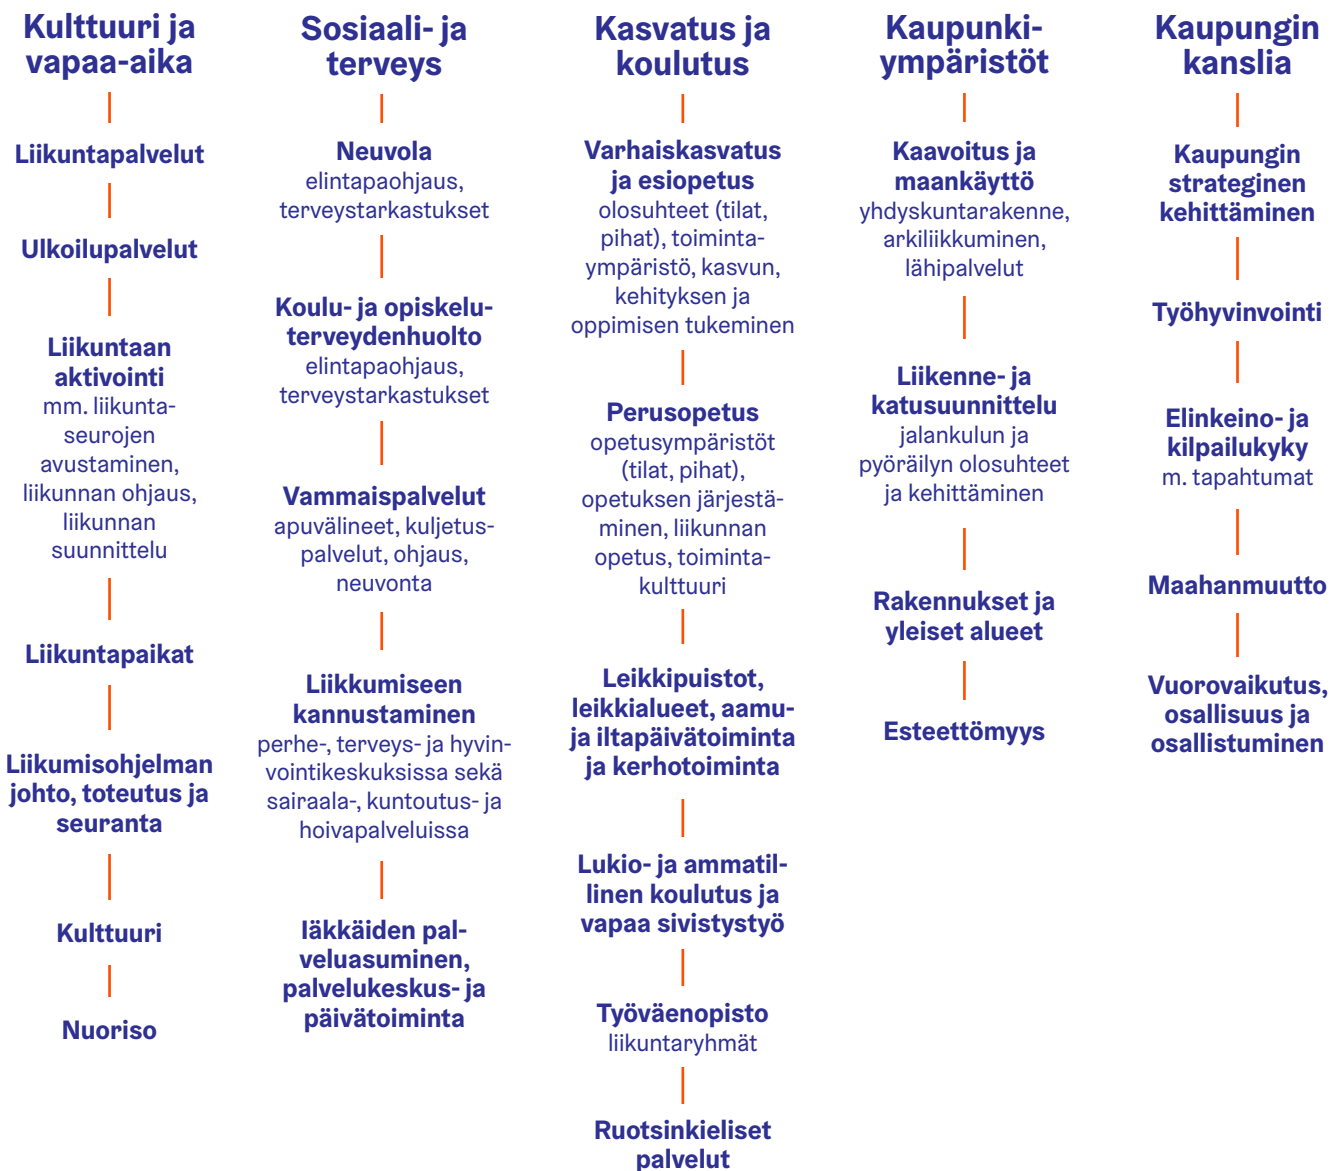 Kulttuuri ja
vapaa-aika
Liikuntapalvelut
Ulkoilupalvelut
Liikuntaan
aktivointi
mm. liikunta-
seurojen
avustaminen,
liikunnan ohjaus,
liikunnan
suunnittelu
Liikuntapaikat
Liikumisohjelman
johto, toteutus ja
seuranta
Kulttuuri
Nuoriso
Sosiaali- ja
terveys
Neuvola
elintapaohjaus,
terveystarkastukset
Koulu- ja opiskelu-
terveydenhuolto
elintapaohjaus,
terveystarkastukset
Vammaispalvelut
apuvälineet, kuljetus-
palvelut, ohjaus,
neuvonta
Liikkumiseen
kannustaminen
perhe-, terveys- ja hyvin-
vointikeskuksissa sekä
sairaala-, kuntoutus- ja
hoivapalveluissa
Iäkkäiden pal-
veluasuminen,
palvelukeskus- ja
päivätoiminta
Kasvatus ja
koulutus
Varhaiskasvatus
ja esiopetus
olosuhteet (tilat,
pihat), toiminta-
ympäristö, kasvun,
kehityksen ja
oppimisen tukeminen
Perusopetus
opetusympäristöt
(tilat, pihat),
opetuksen järjestä-
minen, liikunnan
opetus, toiminta-
kulttuuri
Leikkipuistot,
leikkialueet, aamu-
ja iltapäivätoiminta
ja kerhotoiminta
Lukio- ja ammatil-
linen koulutus ja
vapaa sivistystyö
Työväenopisto
liikuntaryhmät
Ruotsinkieliset
palvelut
Kaupunki-
ympäristöt
Kaavoitus ja
maankäyttö
yhdyskuntarakenne,
arkiliikkuminen,
lähipalvelut
Liikenne- ja
katusuunnittelu
jalankulun ja
pyöräilyn olosuhteet
ja kehittäminen
Rakennukset ja
yleiset alueet
Esteettömyys
Kaupungin
kanslia
Kaupungin
strateginen
kehittäminen
Työhyvinvointi
Elinkeino- ja
kilpailukyky
m. tapahtumat
Maahanmuutto
Vuorovaikutus,
osallisuus ja
osallistuminen